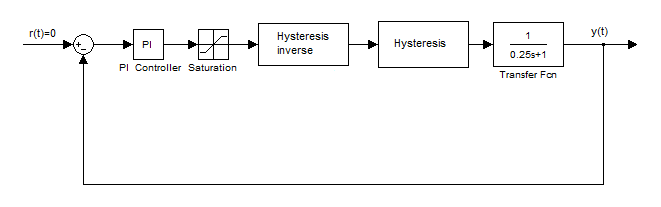 r(t)=0
+
−
PI
PI Controller
Saturation
Hysteresis
inverse
Hysteresis
1
0.25s+1
Transfer Fcn
y(t)